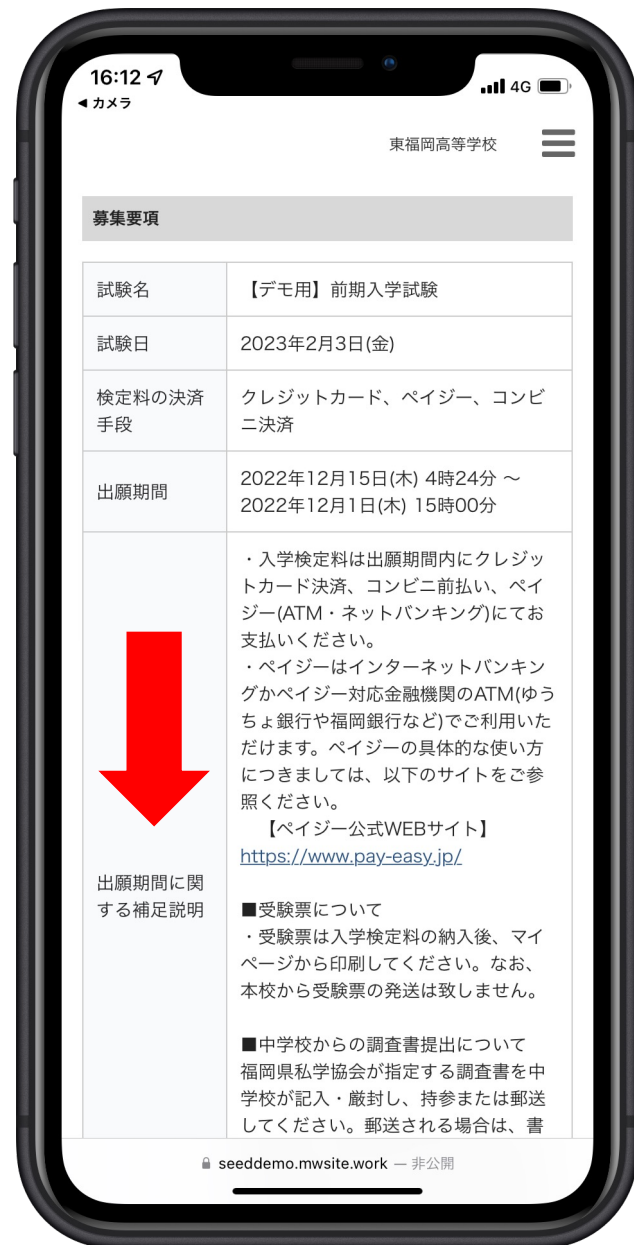 16:12
4G
◀ カメラ
東福岡高等学校
募集要項
試験名
【デモ用】前期入学試験
試験日
2023年2月3日(金)
検定料の決済
手段
クレジットカード、ペイジー、コンビ
ニ決済
出願期間
2022年12月15日(木) 4時24分 〜
2022年12月1日(木) 15時00分
出願期間に関
する補足説明
・入学検定料は出願期間内にクレジッ
トカード決済、コンビニ前払い、ペイ
ジー(ATM・ネットバンキング)にてお
支払いください。
・ペイジーはインターネットバンキン
グかペイジー対応金融機関のATM(ゆう
ちょ銀行や福岡銀行など)でご利用いた
だけます。ペイジーの具体的な使い方
につきましては、以下のサイトをご参
照ください。
【ペイジー公式WEBサイト】
https://www.pay-easy.jp/
■受験票について
・受験票は入学検定料の納入後、マイ
ページから印刷してください。なお、
本校から受験票の発送は致しません。
■中学校からの調査書提出について
福岡県私学協会が指定する調査書を中
学校が記入・厳封し、持参または郵送
してください。郵送される場合は、書
seeddemo.mwsite.work — 非公開